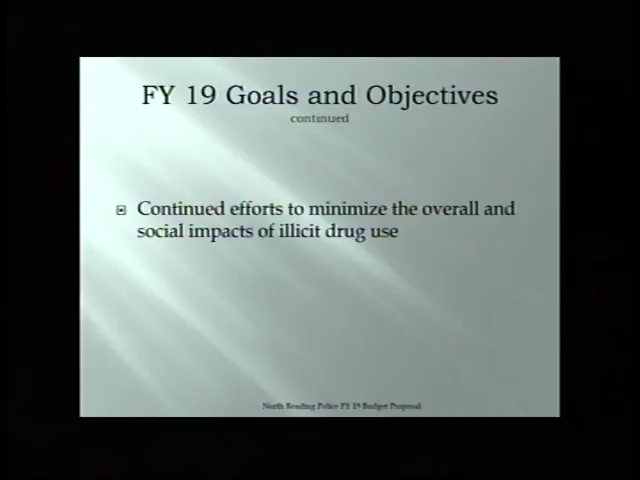 FY 19 Goals and Objectives
continued
Continued efforts to minimize the overall and
social impacts of illicit drug use
North Reading Police FY 19 Budget Proposal